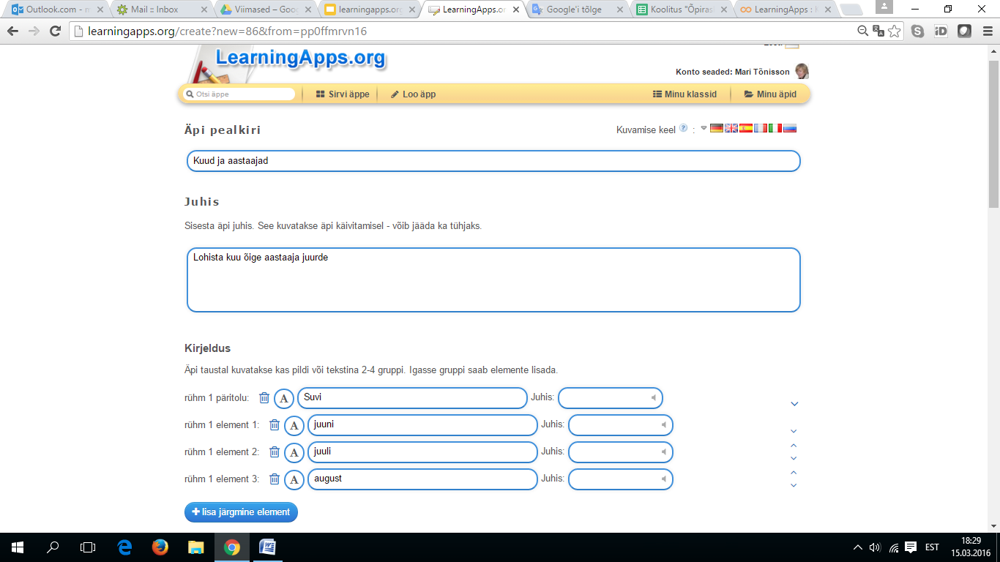 Outlook.com - m
Mail :: Inbox
Viimased – Goo
learningapps.org
LearningApps.or
Google'i tõlge
Koolitus "Õpiras
LearningApps :
learningapps.org/create?new=86&from=pp0ffmrvn16
LearningApps.org
Konto seaded: Mari Tõnisson
Otsi äppe
Sirvi äppe
Loo äpp
Minu klassid
Minu äpid
Äpi pealkiri
Kuvamise keel ? :
Kuud ja aastaajad
Juhis
Sisesta äpi juhis. See kuvatakse äpi käivitamisel - võib jääda ka tühjaks.
Lohista kuu õige aastaaja juurde
Kirjeldus
Äpi taustal kuvatakse kas pildi või tekstina 2-4 gruppi. Igasse gruppi saab elemente lisada.
rühm 1 päritolu: A Suvi Juhis:
rühm 1 element 1: A juuni Juhis:
rühm 1 element 2: A juuli Juhis:
rühm 1 element 3: A august Juhis:
+ lisa järgmine element
EST
18:29
15.03.2016